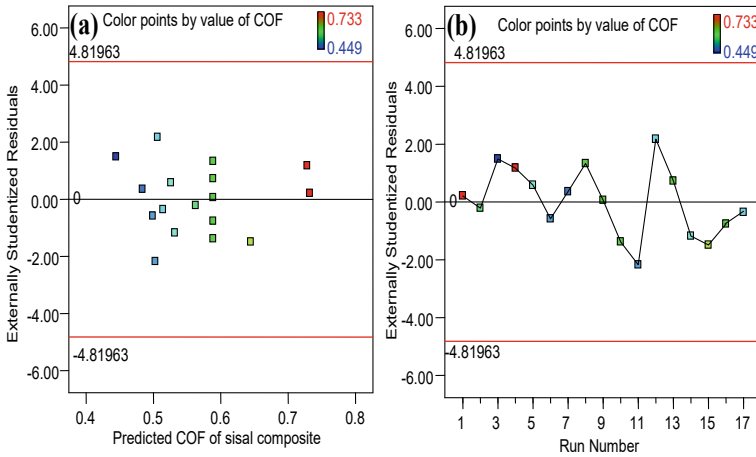 (a)
Color points by value of COF
0.733
0.449
Externally Studentized Residuals
6.00
4.81963
4.00
2.00
0
0.00
-2.00
-4.00
-4.81963
-6.00
0.4 0.5 0.6 0.7 0.8
Predicted COF of sisal composite
(b)
Color points by value of COF
0.733
0.449
Externally Studentized Residuals
6.00
4.81963
4.00
2.00
0
0.00
-2.00
-4.00
-4.81963
-6.00
1 3 5 7 9 11 13 15 17
Run Number